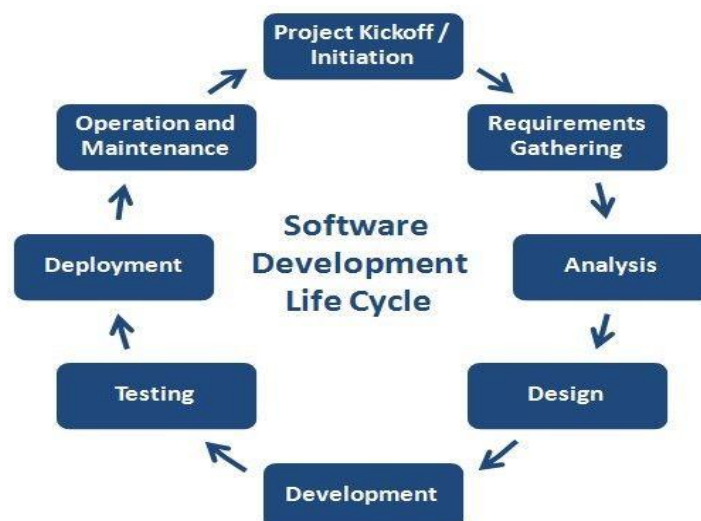 Project Kickoff /
Initiation
Requirements
Gathering
Analysis
Design
Development
Testing
Deployment
Operation and
Maintenance
Software
Development
Life Cycle